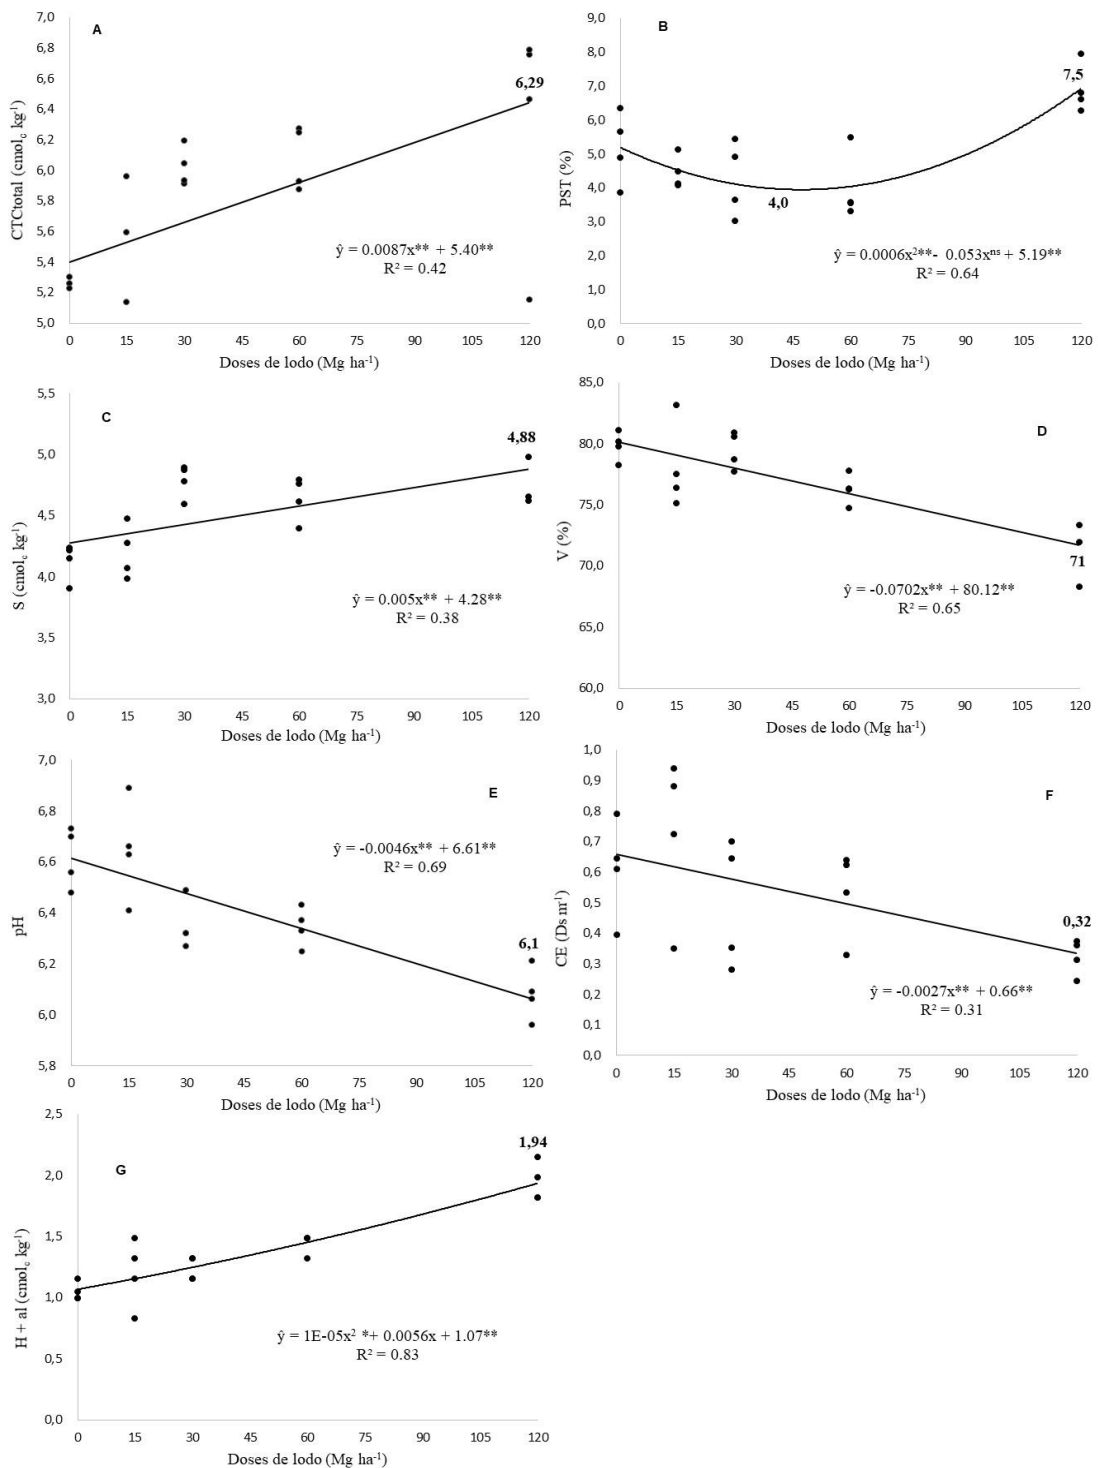 A
7,0
6,8
6,6
6,4
6,2
6,0
5,8
5,6
5,4
5,2
5,0
CTCtotal (cmol_c kg⁻¹)
6,29
ŷ = 0.0087x** + 5.40**
R² = 0.42
0 15 30 45 60 75 90 105 120
Doses de lodo (Mg ha⁻¹)
B
9,0
8,0
7,0
6,0
5,0
4,0
3,0
2,0
1,0
0,0
PST (%)
7,5
4,0
ŷ = 0.0006x²**- 0.053xⁿˢ + 5.19**
R² = 0.64
0 15 30 45 60 75 90 105 120
Doses de lodo (Mg ha⁻¹)
C
5,5
5,0
4,5
4,0
3,5
3,0
S (cmol_c kg⁻¹)
4,88
ŷ = 0.005x** + 4.28**
R² = 0.38
0 15 30 45 60 75 90 105 120
Doses de lodo (Mg ha⁻¹)
D
85,0
80,0
75,0
70,0
65,0
60,0
V (%)
71
ŷ = -0.0702x** + 80.12**
R² = 0.65
0 15 30 45 60 75 90 105 120
Doses de lodo (Mg ha⁻¹)
E
7,0
6,8
6,6
6,4
6,2
6,0
5,8
pH
ŷ = -0.0046x** + 6.61**
R² = 0.69
6,1
0 15 30 45 60 75 90 105 120
Doses de lodo (Mg ha⁻¹)
F
1,0
0,9
0,8
0,7
0,6
0,5
0,4
0,3
0,2
0,1
0,0
CE (Ds m⁻¹)
0,32
ŷ = -0.0027x** + 0.66**
R² = 0.31
0 15 30 45 60 75 90 105 120
Doses de lodo (Mg ha⁻¹)
G
2,5
2,0
1,5
1,0
0,5
0,0
H + al (cmol_c kg⁻¹)
1,94
ŷ = 1E-05x² *+ 0.0056x + 1.07**
R² = 0.83
0 15 30 45 60 75 90 105 120
Doses de lodo (Mg ha⁻¹)